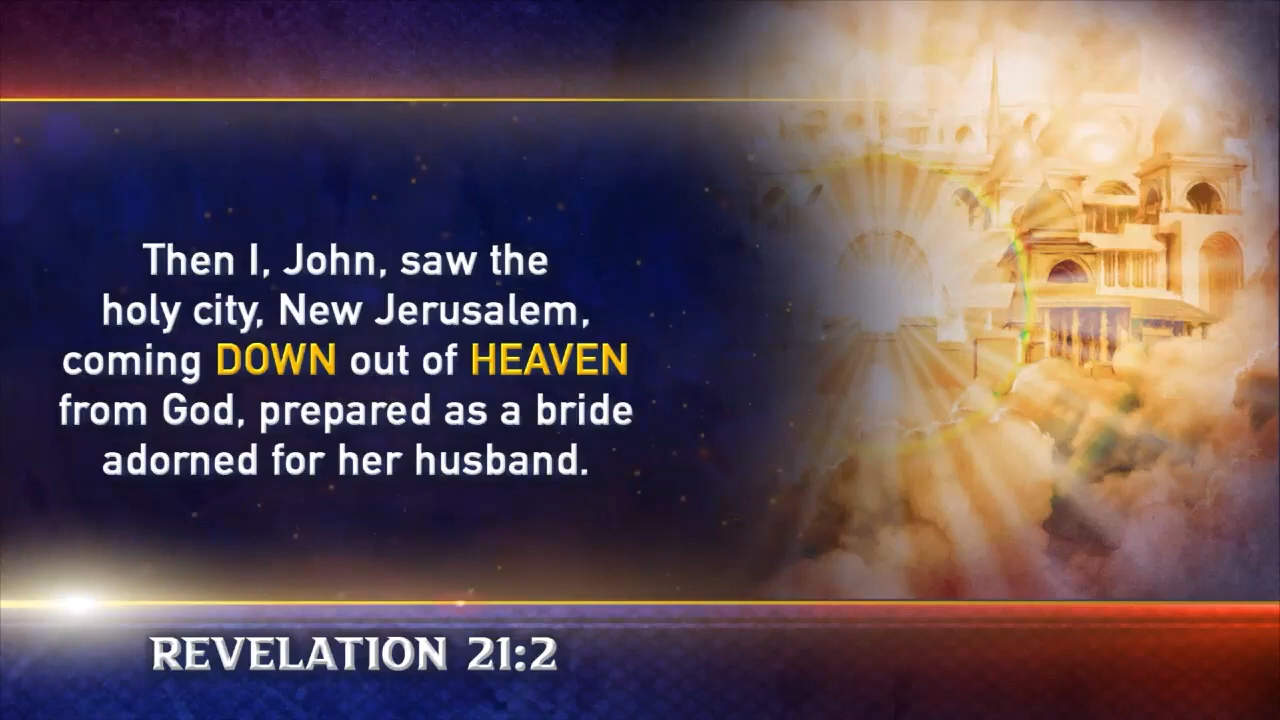 Then I, John, saw the
holy city, New Jerusalem,
coming DOWN out of HEAVEN
from God, prepared as a bride
adorned for her husband.
REVELATION 21:2